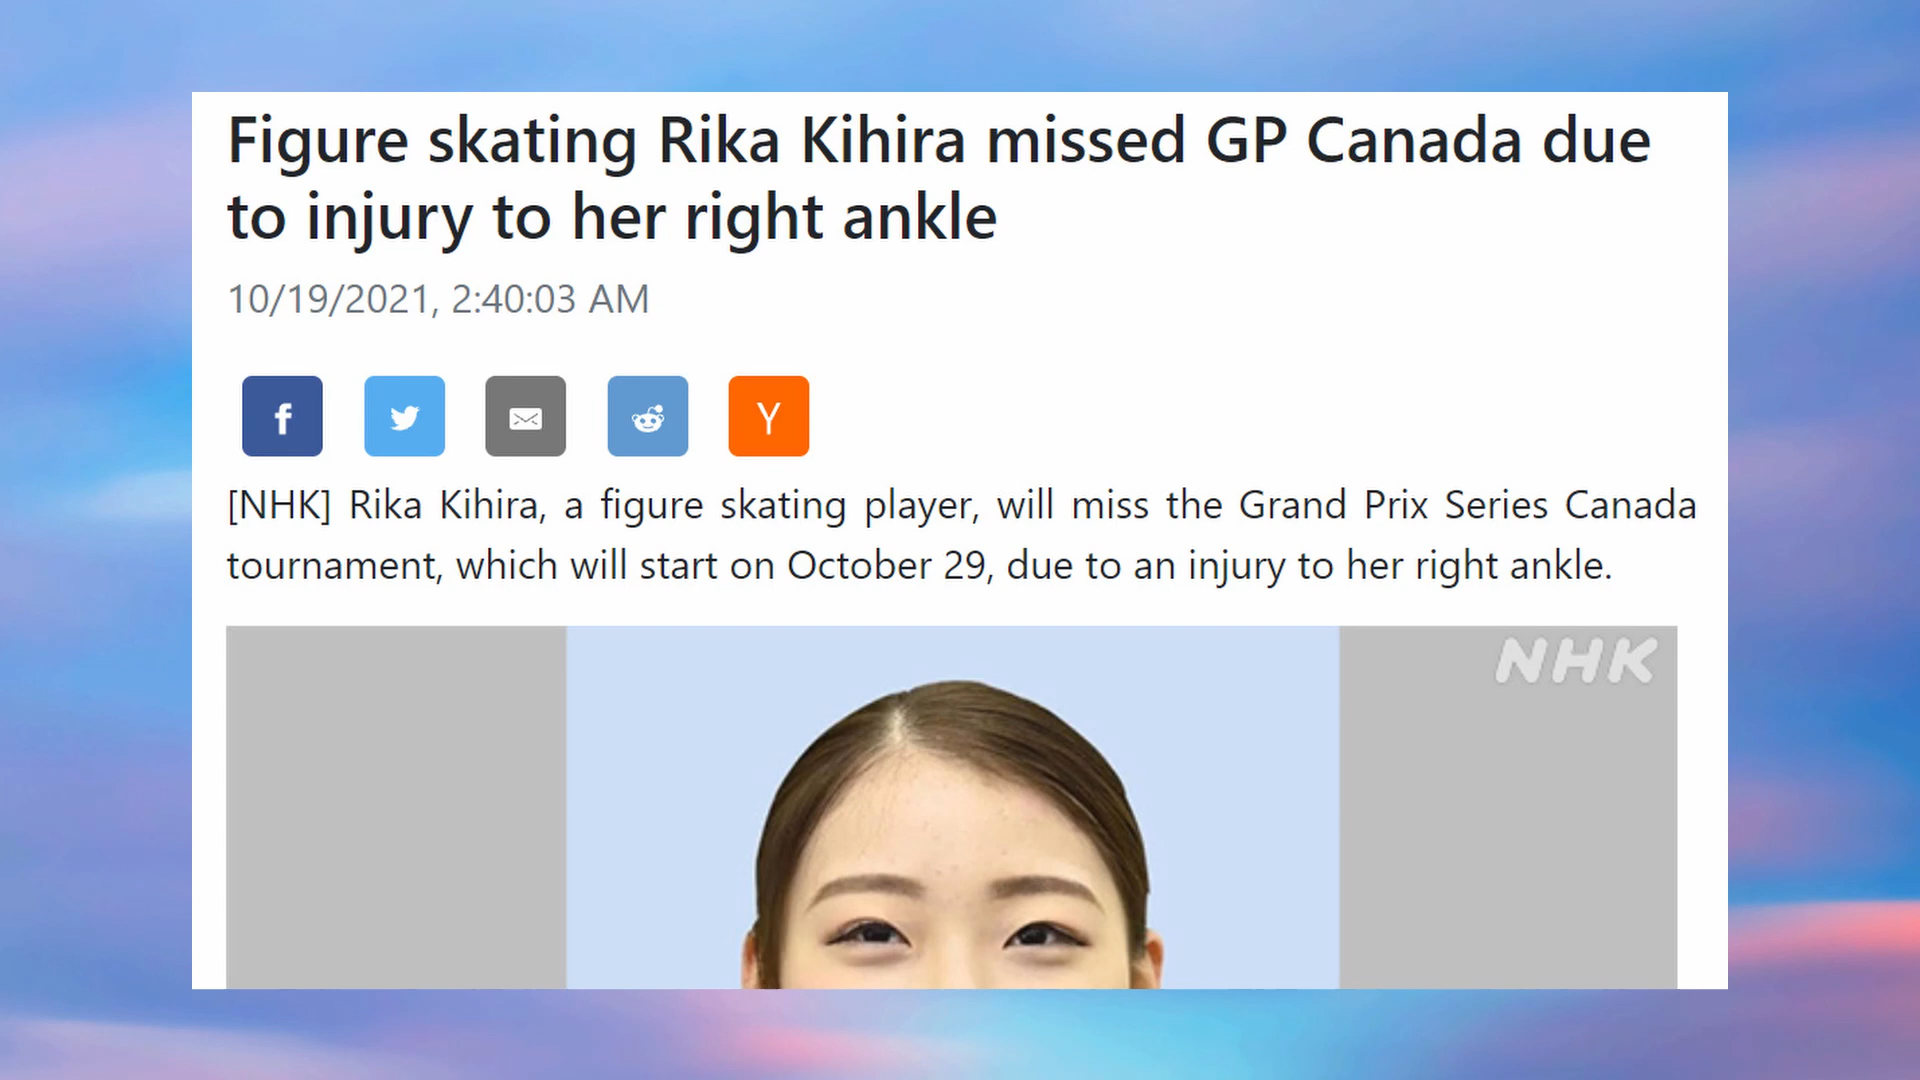 Figure skating Rika Kihira missed GP Canada due
to injury to her right ankle
10/19/2021, 2:40:03 AM
f
Y
[NHK] Rika Kihira, a figure skating player, will miss the Grand Prix Series Canada
tournament, which will start on October 29, due to an injury to her right ankle.
NHK